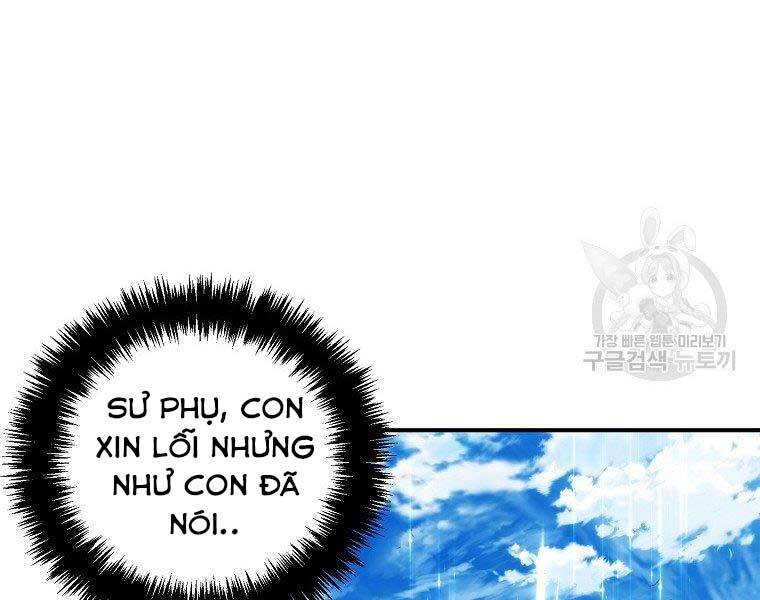 가장 빠른 웹툰 미리보기
구글검색 뉴토끼
SƯ PHỤ, CON
XIN LỖI NHƯNG
NHƯ CON ĐÃ
NÓI..